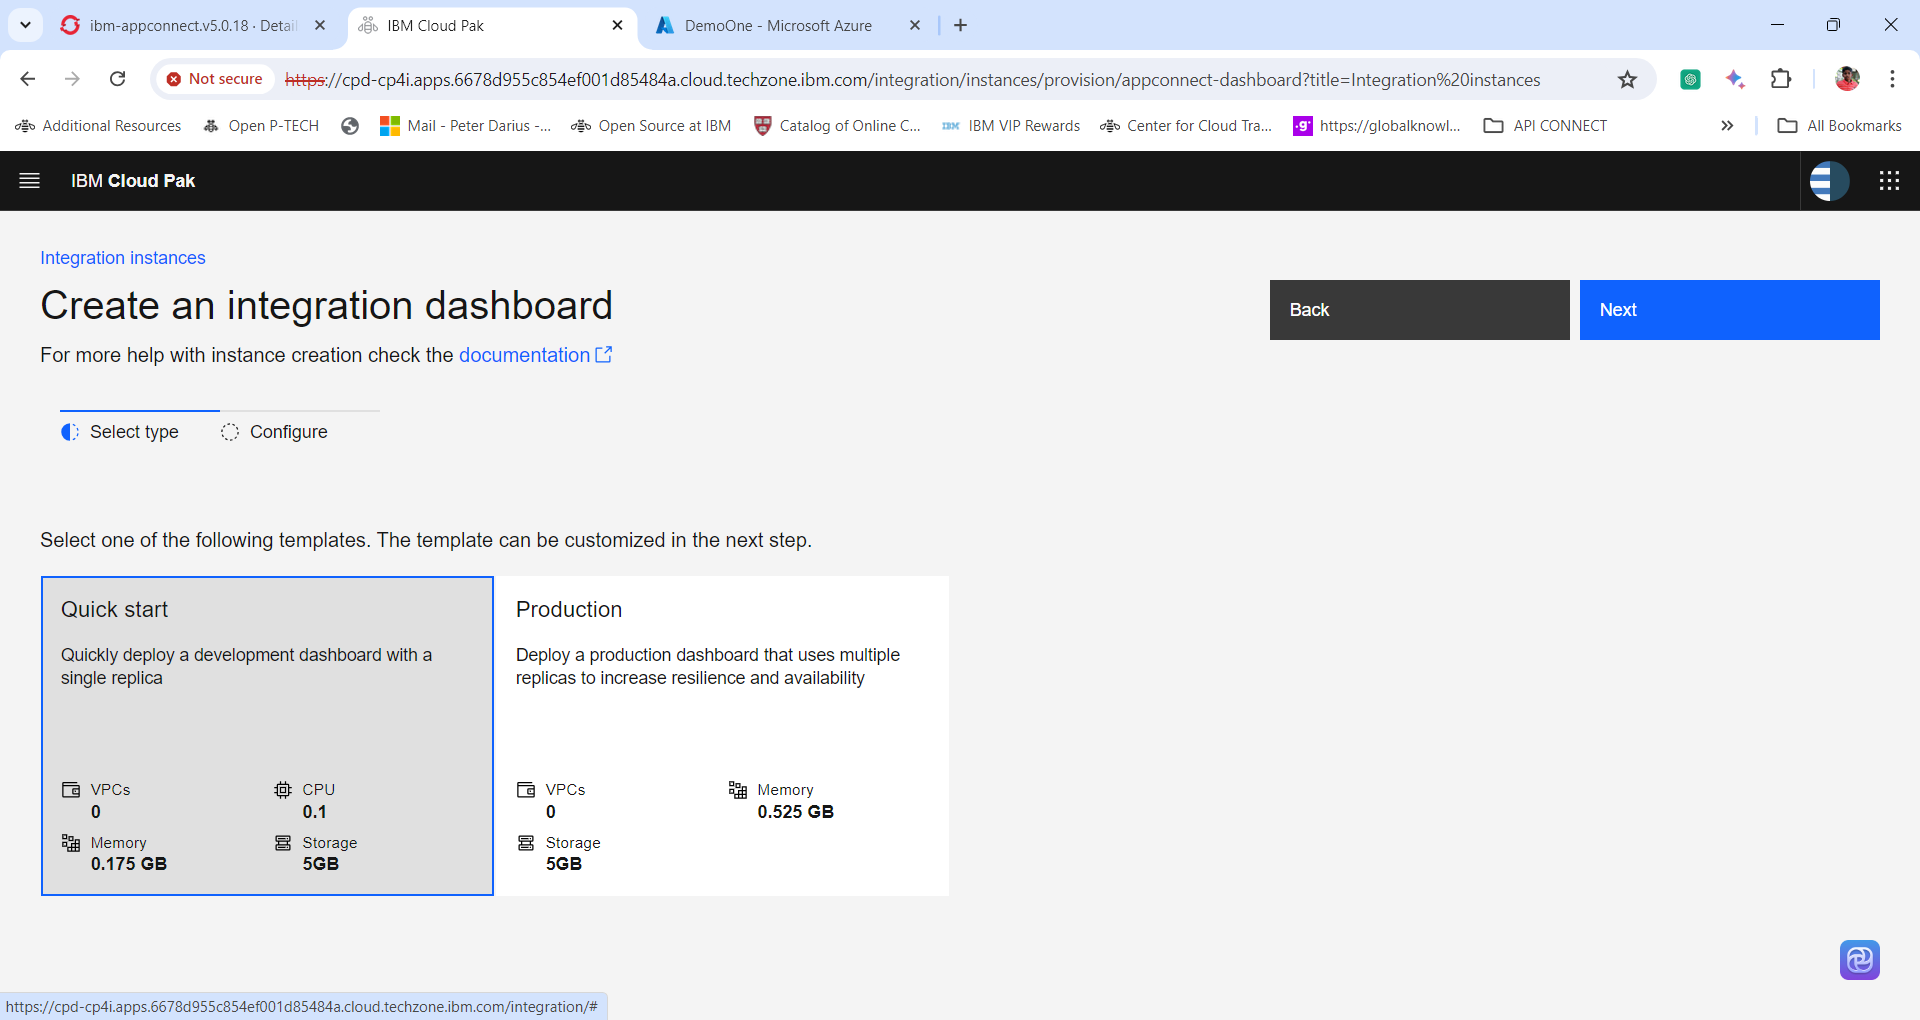 ibm-appconnect.v5.0.18 · Detail
IBM Cloud Pak
DemoOne - Microsoft Azure
Not secure
https://cpd-cp4i.apps.6678d955c854ef001d85484a.cloud.techzone.ibm.com/integration/instances/provision/appconnect-dashboard?title=Integration%20instances
Additional Resources
Open P-TECH
Mail - Peter Darius -...
Open Source at IBM
Catalog of Online C...
IBM
IBM VIP Rewards
Center for Cloud Tra...
·g·
https://globalknowl...
API CONNECT
All Bookmarks
IBM Cloud Pak
Integration instances
Create an integration dashboard
Back
Next
For more help with instance creation check the documentation
Select type
Configure
Select one of the following templates. The template can be customized in the next step.
Quick start
Quickly deploy a development dashboard with a
single replica
VPCs
0
CPU
0.1
Memory
0.175 GB
Storage
5GB
Production
Deploy a production dashboard that uses multiple
replicas to increase resilience and availability
VPCs
0
Memory
0.525 GB
Storage
5GB
https://cpd-cp4i.apps.6678d955c854ef001d85484a.cloud.techzone.ibm.com/integration/#